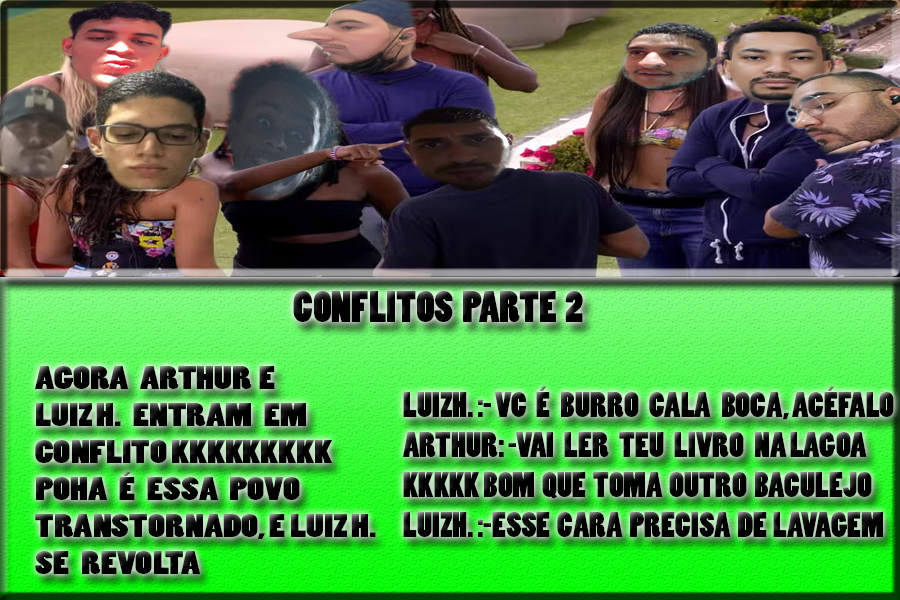 CONFLITOS PARTE 2
AGORA ARTHUR E
LUIZ H. ENTRAM EM
CONFLITO KKKKKKKKK
POHA É ESSA POVO
TRANSTORNADO, E LUIZ H.
SE REVOLTA
LUIZH. :- VC É BURRO CALA BOCA, ACÉFALO
ARTHUR: -VAI LER TEU LIVRO NA LAGOA
KKKKK BOM QUE TOMA OUTRO BACULEJO
LUIZH. :-ESSE CARA PRECISA DE LAVAGEM